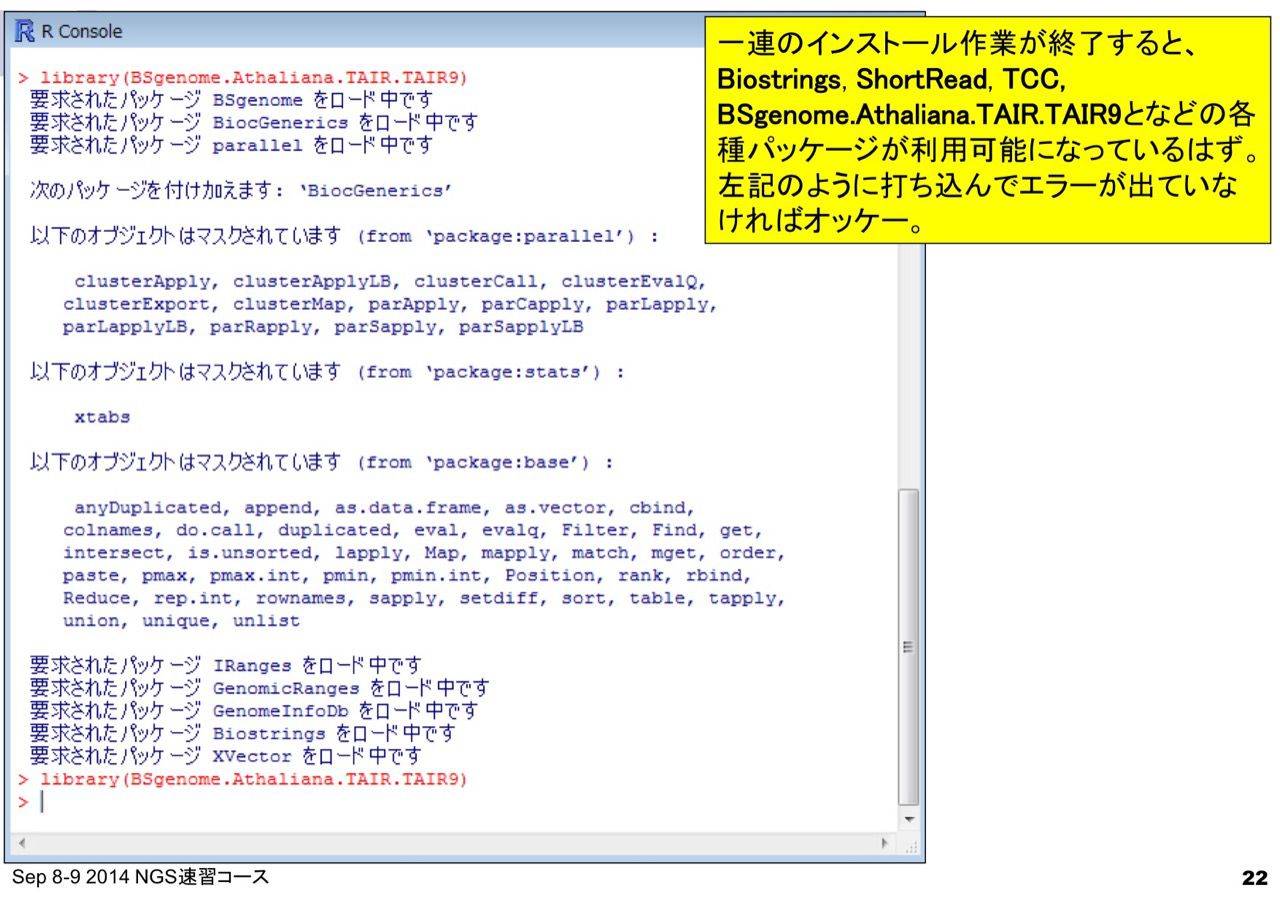 R Console
> library(BSgenome.Athaliana.TAIR.TAIR9)
要求されたパッケージ BSgenome をロード中です
要求されたパッケージ BiocGenerics をロード中です
要求されたパッケージ parallel をロード中です
次のパッケージを付け加えます: ‘BiocGenerics’
以下のオブジェクトはマスクされています (from ‘package:parallel’) :
clusterApply, clusterApplyLB, clusterCall, clusterEvalQ,
clusterExport, clusterMap, parApply, parCapply, parLapply,
parLapplyLB, parRapply, parSapply, parSapplyLB
以下のオブジェクトはマスクされています (from ‘package:stats’) :
xtabs
以下のオブジェクトはマスクされています (from ‘package:base’) :
anyDuplicated, append, as.data.frame, as.vector, cbind,
colnames, do.call, duplicated, eval, evalq, Filter, Find, get,
intersect, is.unsorted, lapply, Map, mapply, match, mget, order,
paste, pmax, pmax.int, pmin, pmin.int, Position, rank, rbind,
Reduce, rep.int, rownames, sapply, setdiff, sort, table, tapply,
union, unique, unlist
要求されたパッケージ IRanges をロード中です
要求されたパッケージ GenomicRanges をロード中です
要求されたパッケージ GenomeInfoDb をロード中です
要求されたパッケージ Biostrings をロード中です
要求されたパッケージ XVector をロード中です
> library(BSgenome.Athaliana.TAIR.TAIR9)
>
一連のインストール作業が終了すると、
Biostrings, ShortRead, TCC,
BSgenome.Athaliana.TAIR.TAIR9となどの各
種パッケージが利用可能になっているはず。
左記のように打ち込んでエラーが出ていな
ければオッケー。
Sep 8-9 2014 NGS速習コース
22